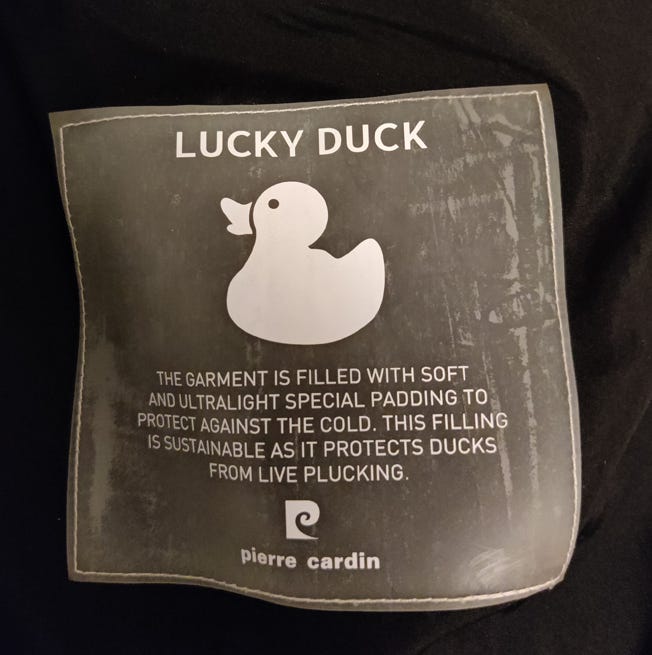 LUCKY DUCK
THE GARMENT IS FILLED WITH SOFT
AND ULTRALIGHT SPECIAL PADDING TO
PROTECT AGAINST THE COLD. THIS FILLING
IS SUSTAINABLE AS IT PROTECTS DUCKS
FROM LIVE PLUCKING.
pierre cardin